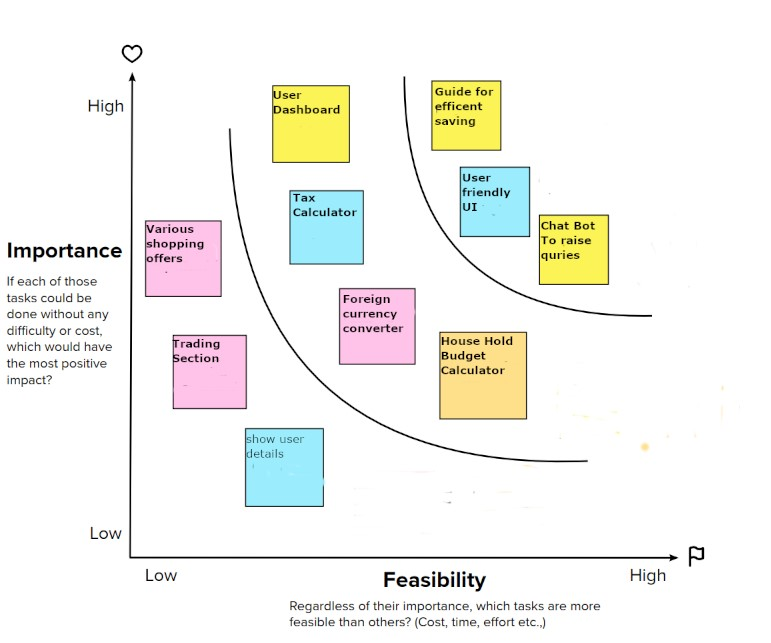 High
User
Dashboard
Guide for
efficent
saving
User
friendly
UI
Tax
Calculator
Chat Bot
To raise
quries
Various
shopping
offers
Importance
If each of those
tasks could be
done without any
difficulty or cost,
which would have
the most positive
impact?
Foreign
currency
converter
Trading
Section
House Hold
Budget
Calculator
show user
details
Low
Low
Feasibility
High
Regardless of their importance, which tasks are more
feasible than others? (Cost, time, effort etc.,)